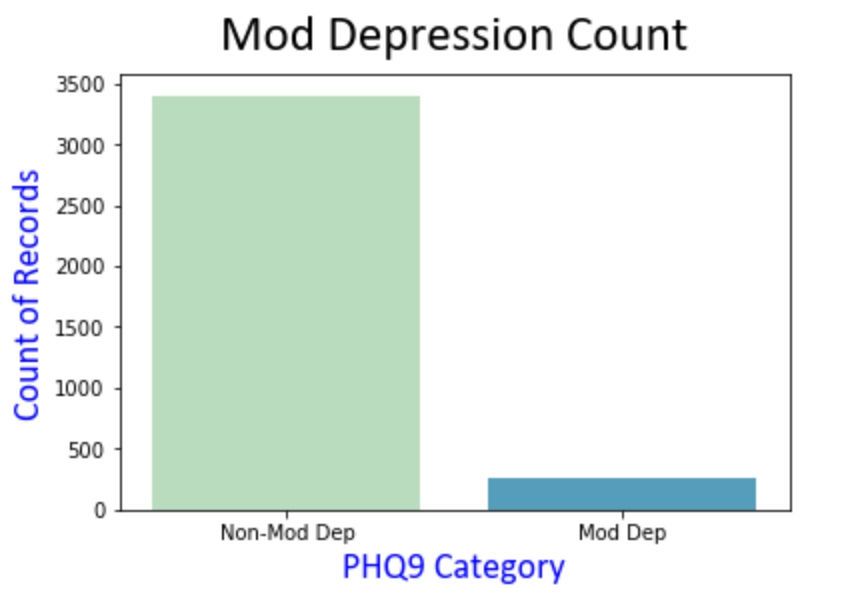 Mod Depression Count
3500
3000
2500
2000
1500
1000
500
0
Count of Records
Non-Mod Dep
Mod Dep
PHQ9 Category